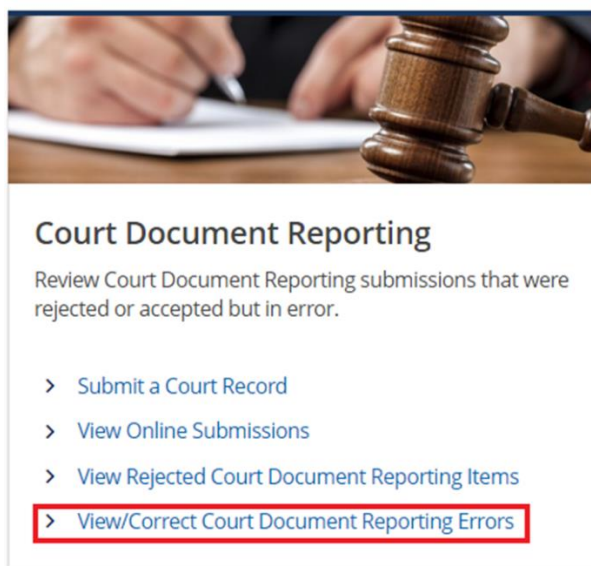 Court Document Reporting
Review Court Document Reporting submissions that were
rejected or accepted but in error.
Submit a Court Record
View Online Submissions
View Rejected Court Document Reporting Items
View/Correct Court Document Reporting Errors